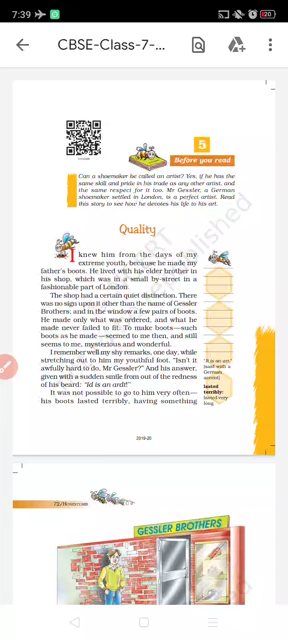 7:39
20
CBSE-Class-7-...
5
Before you read
Can a shoemaker be called an artist? Yes, if he has the
same skill and pride in his trade as any other artist, and
the same respect for it too. Mr Gessler, a German
shoemaker settled in London, is a perfect artist. Read
this story to see how he devotes his life to his art.
Quality
I knew him from the days of my
extreme youth, because he made my
father's boots. He lived with his elder brother in
his shop, which was in a small by-street in a
fashionable part of London.
The shop had a certain quiet distinction. There
was no sign upon it other than the name of Gessler
Brothers; and in the window a few pairs of boots.
He made only what was ordered, and what he
made never failed to fit. To make boots—such
boots as he made—seemed to me then, and still
seems to me, mysterious and wonderful.
I remember well my shy remarks, one day, while
stretching out to him my youthful foot. "Isn't it
awfully hard to do, Mr Gessler?" And his answer,
given with a sudden smile from out of the redness
of his beard: "Id is an ardt!"
It was not possible to go to him very often—
his boots lasted terribly, having something
"It is an art"
(said with a
German
accent)
lasted
terribly:
lasted very
long
2019-20
72/HONEYCOMB
GESSLER BROTHERS